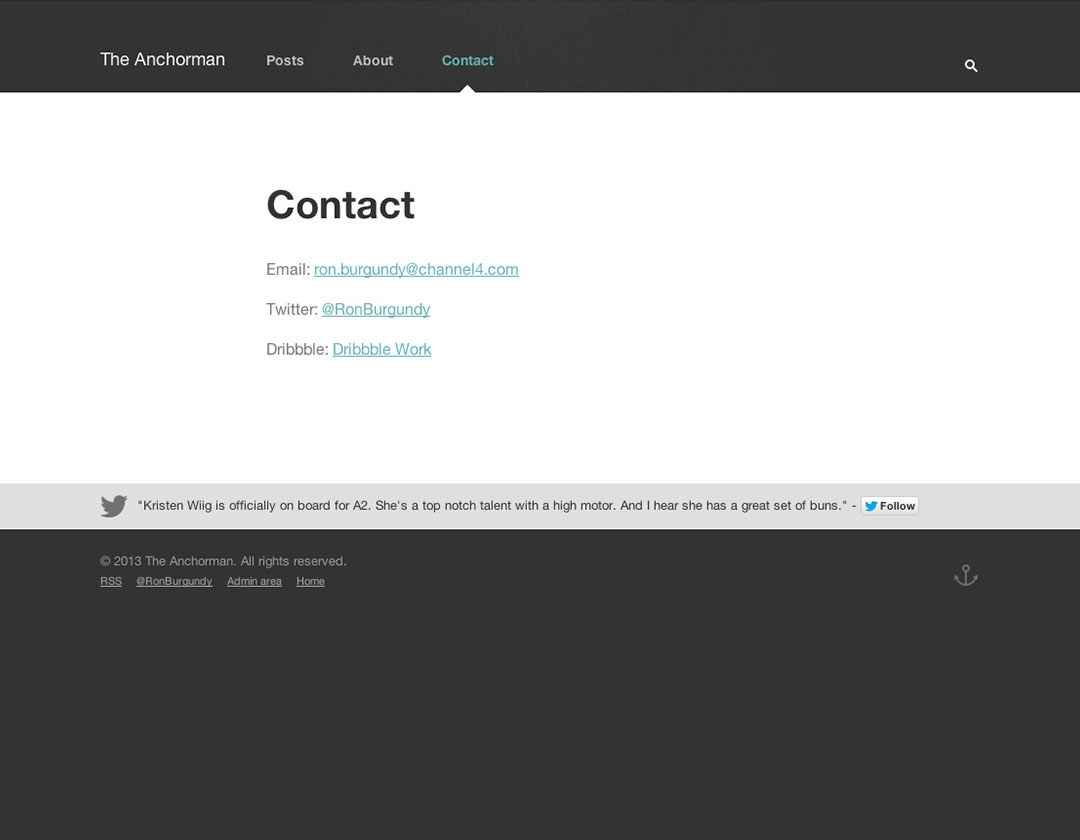 The Anchorman Posts About Contact
Contact
Email: ron.burgundy@channel4.com
Twitter: @RonBurgundy
Dribbble: Dribbble Work
"Kristen Wiig is officially on board for A2. She's a top notch talent with a high motor. And I hear she has a great set of buns." - Follow
© 2013 The Anchorman. All rights reserved.
RSS @RonBurgundy Admin area Home